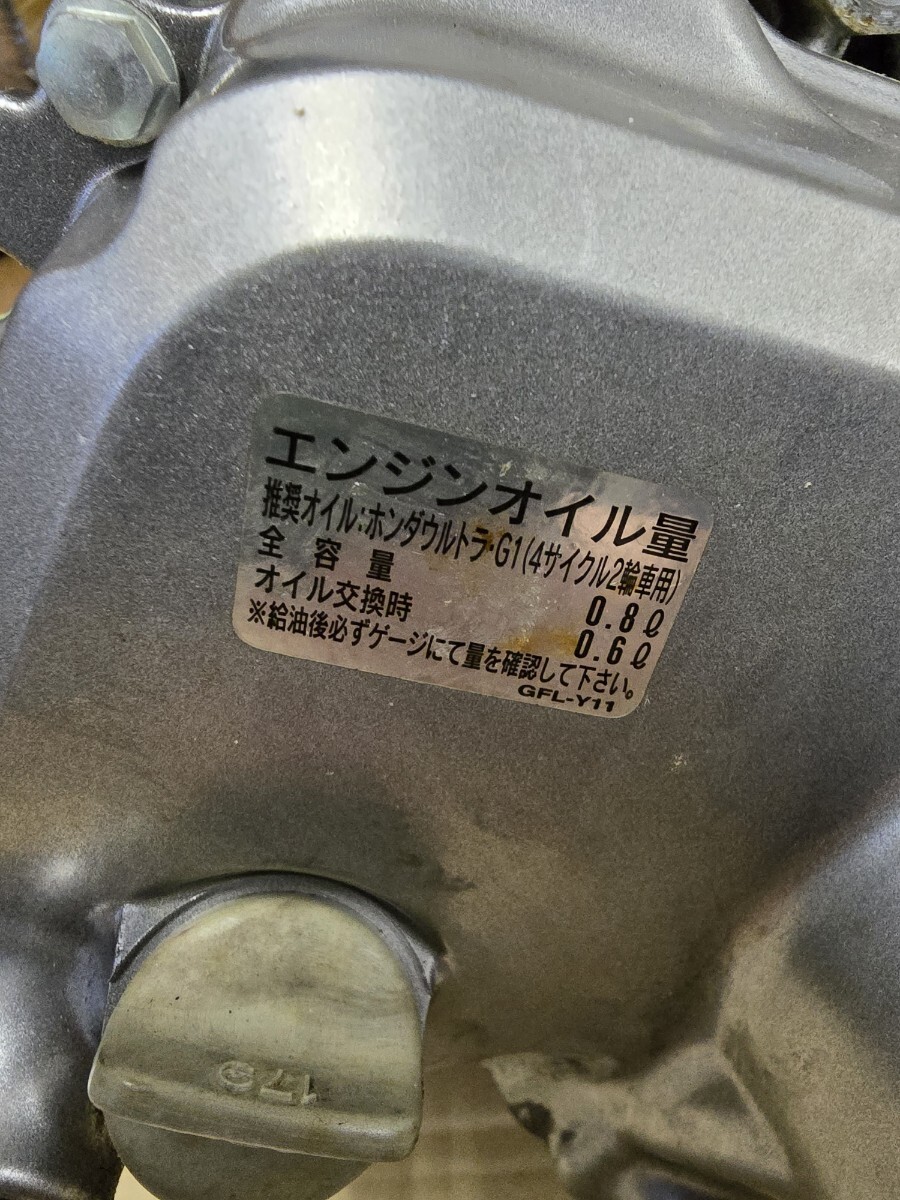 エンジンオイル量
推奨オイル:ホンダウルトラ・G1(4サイクル2輪車用)
全容量 0.8ℓ
オイル交換時 0.6ℓ
※給油後必ずゲージにて量を確認して下さい。
GFL-Y11